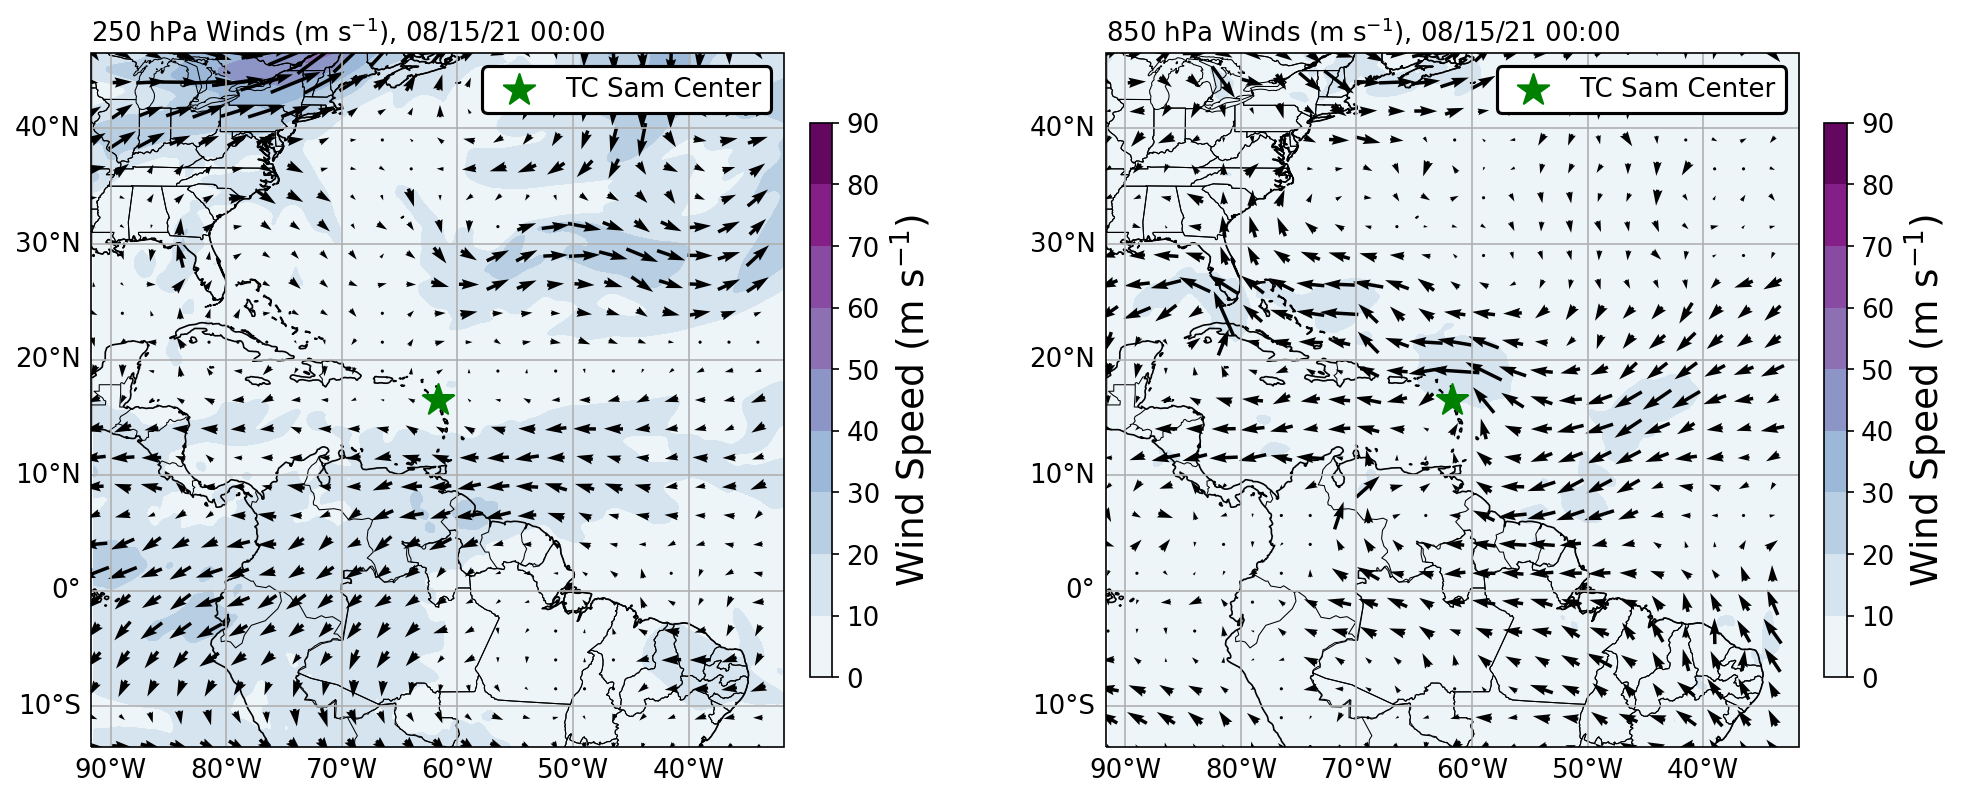 250 hPa Winds (m s⁻¹), 08/15/21 00:00
TC Sam Center
40°N
30°N
20°N
10°N
0°
10°S
90°W 80°W 70°W 60°W 50°W 40°W
90
80
70
60
50
40
30
20
10
0
Wind Speed (m s⁻¹)
850 hPa Winds (m s⁻¹), 08/15/21 00:00
TC Sam Center
40°N
30°N
20°N
10°N
0°
10°S
90°W 80°W 70°W 60°W 50°W 40°W
90
80
70
60
50
40
30
20
10
0
Wind Speed (m s⁻¹)